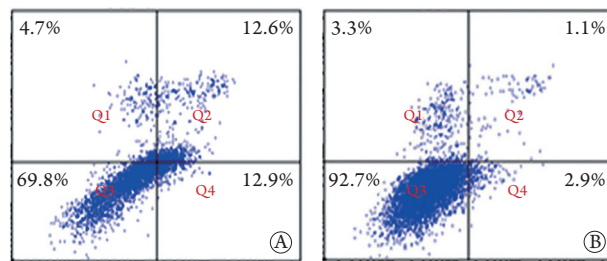 4.7% 12.6%
Q1 Q2
69.8% Q3 12.9%
Q4
Ⓐ
3.3% 1.1%
Q1 Q2
92.7% Q3 2.9%
Q4
Ⓑ